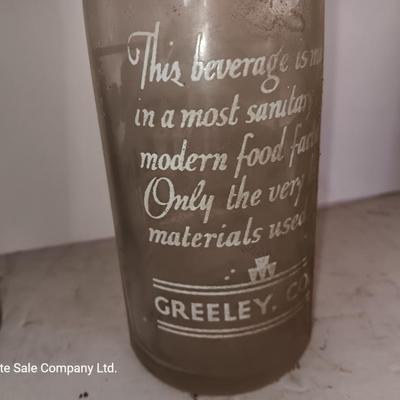 This beverage is
in a most sanitary
modern food
Only the very
materials used
GREELEY, CO
te Sale Company Ltd.